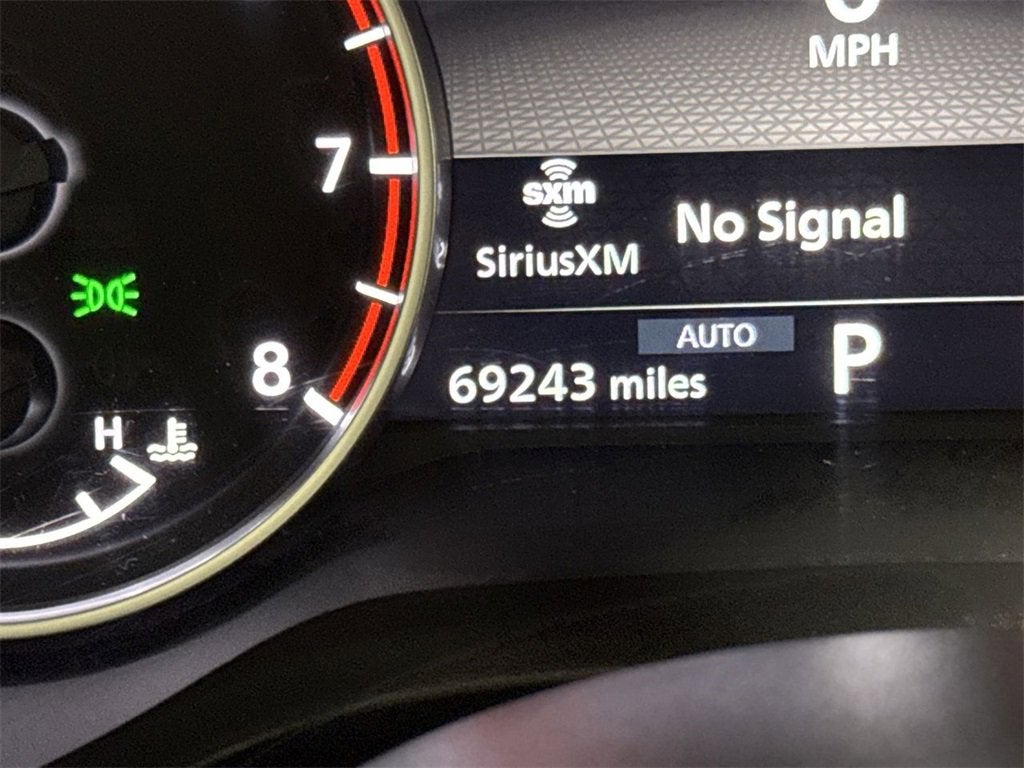 MPH
7
sxm
SiriusXM
No Signal
AUTO
P
8
69243 miles
H